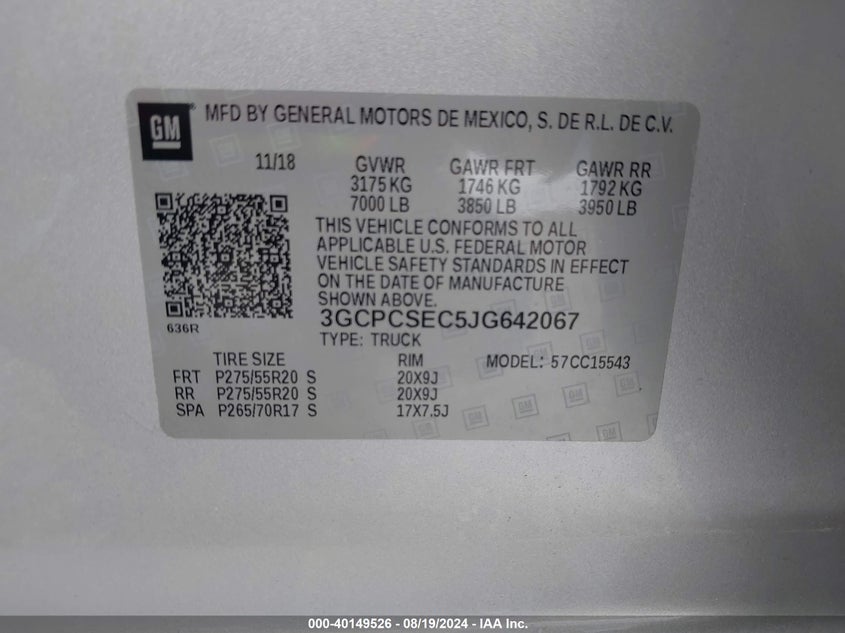 GM
MFD BY GENERAL MOTORS DE MEXICO, S. DE R.L. DE C.V.
11/18 GVWR GAWR FRT GAWR RR
3175 KG 1746 KG 1792 KG
7000 LB 3850 LB 3950 LB
THIS VEHICLE CONFORMS TO ALL
APPLICABLE U.S. FEDERAL MOTOR
VEHICLE SAFETY STANDARDS IN EFFECT
ON THE DATE OF MANUFACTURE
SHOWN ABOVE.
3GCPCSEC5JG642067
636R
TYPE: TRUCK
TIRE SIZE RIM MODEL: 57CC15543
FRT P275/55R20 S 20X9J
RR P275/55R20 S 20X9J
SPA P265/70R17 S 17X7.5J
000-40149526 - 08/19/2024 - IAA Inc.